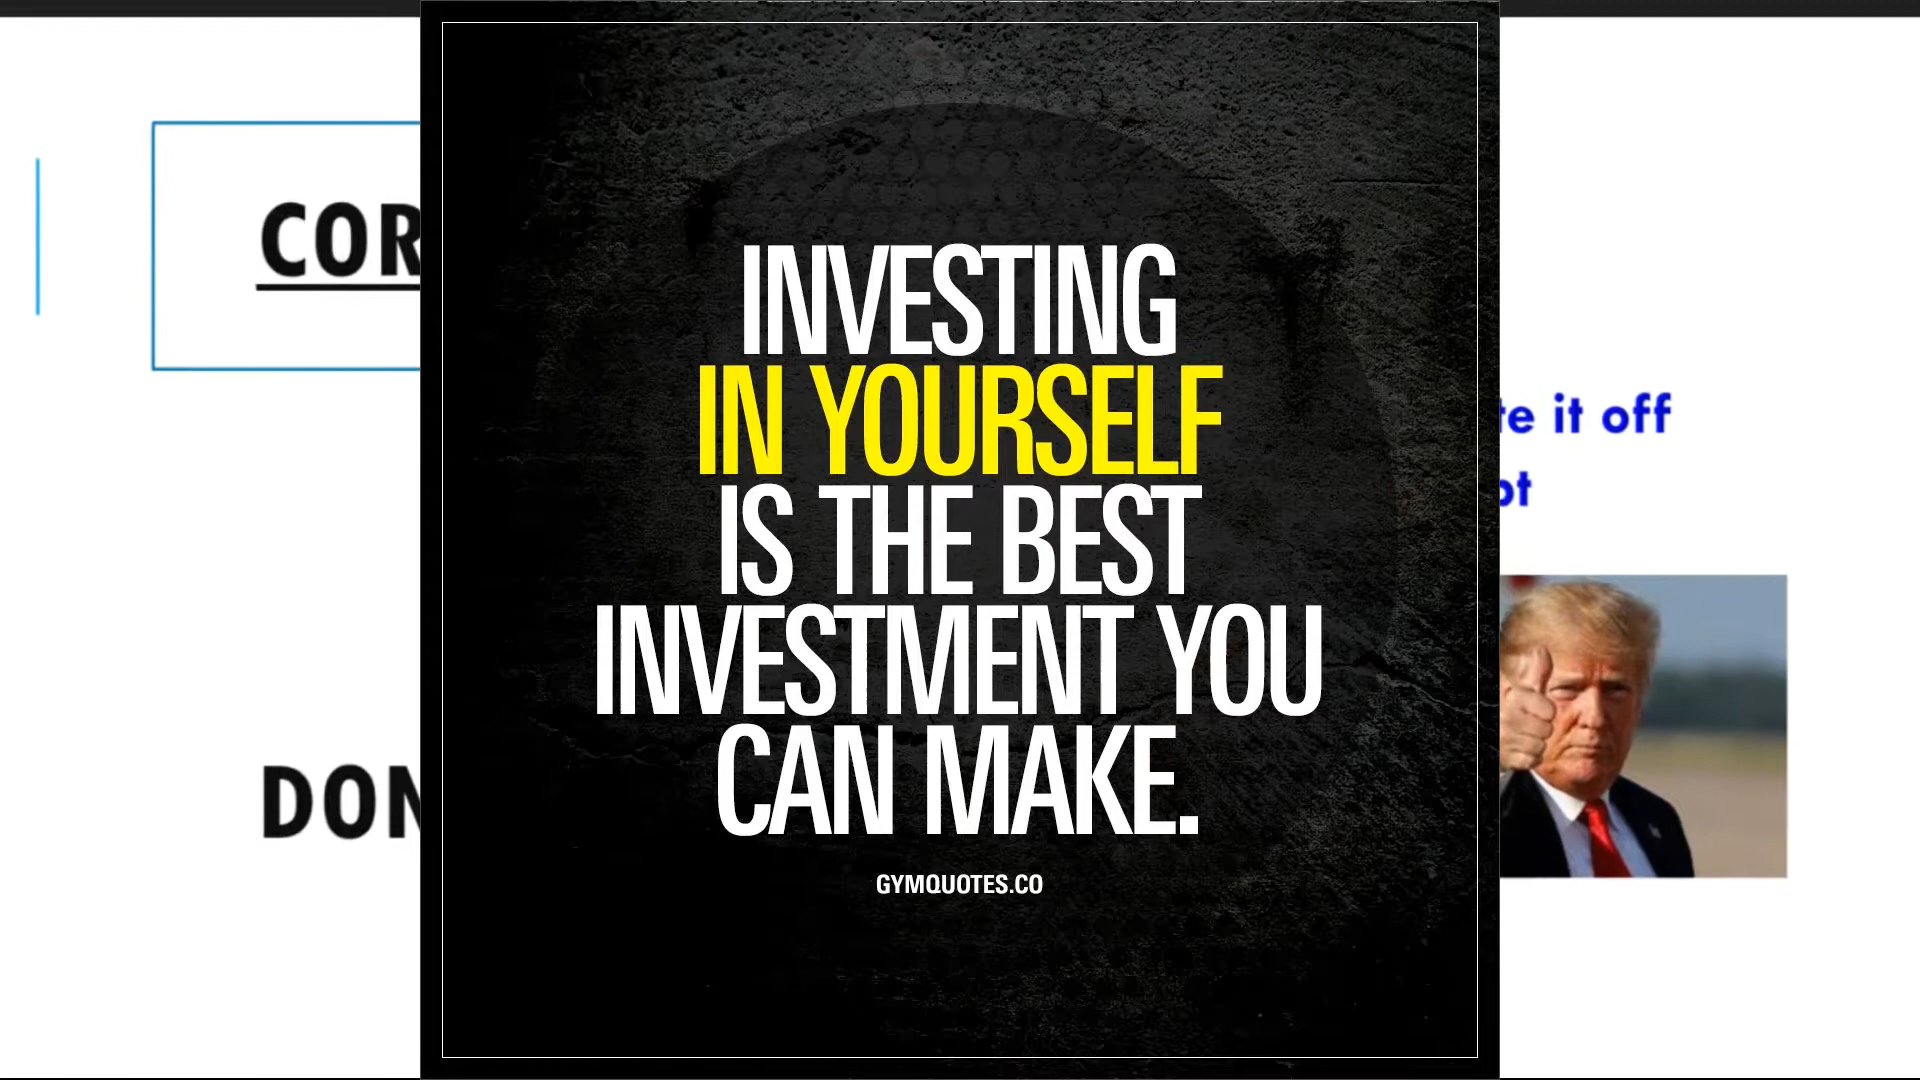 COR
INVESTING
IN YOURSELF
IS THE BEST
INVESTMENT YOU
CAN MAKE.
GYMQUOTES.CO
it off
DON